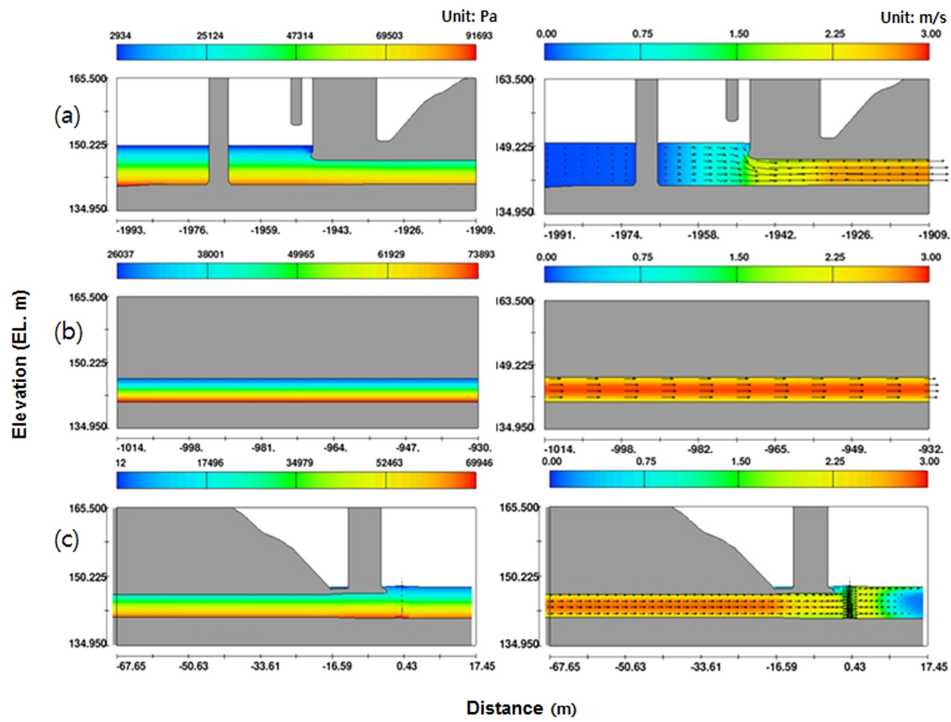 Unit: Pa
Unit: m/s
2934 25124 47314 69503 91693
0.00 0.75 1.50 2.25 3.00
(a)
165.500
150.225
134.950
-1993. -1976. -1959. -1943. -1926. -1909.
163.500
149.225
134.950
-1991. -1974. -1958. -1942. -1926. -1909.
26037 38001 49965 61929 73893
0.00 0.75 1.50 2.25 3.00
(b)
165.500
150.225
134.950
-1014. -998. -981. -964. -947. -930.
163.500
149.225
134.950
-1014. -998. -982. -965. -949. -932.
12 17496 34979 52463 69946
0.00 0.75 1.50 2.25 3.00
(c)
165.500
150.225
134.950
-67.65 -50.63 -33.61 -16.59 0.43 17.45
165.500
150.225
134.950
-67.65 -50.63 -33.61 -16.59 0.43 17.45
Elevation (EL. m)
Distance (m)